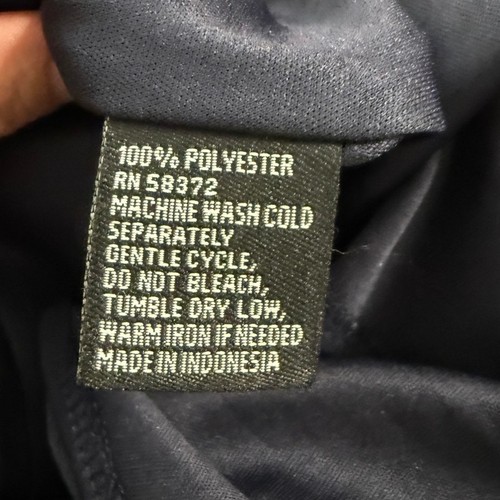 100% POLYESTER
RN 58372
MACHINE WASH COLD
SEPARATELY
GENTLE CYCLE,
DO NOT BLEACH,
TUMBLE DRY LOW,
WARM IRON IF NEEDED
MADE IN INDONESIA